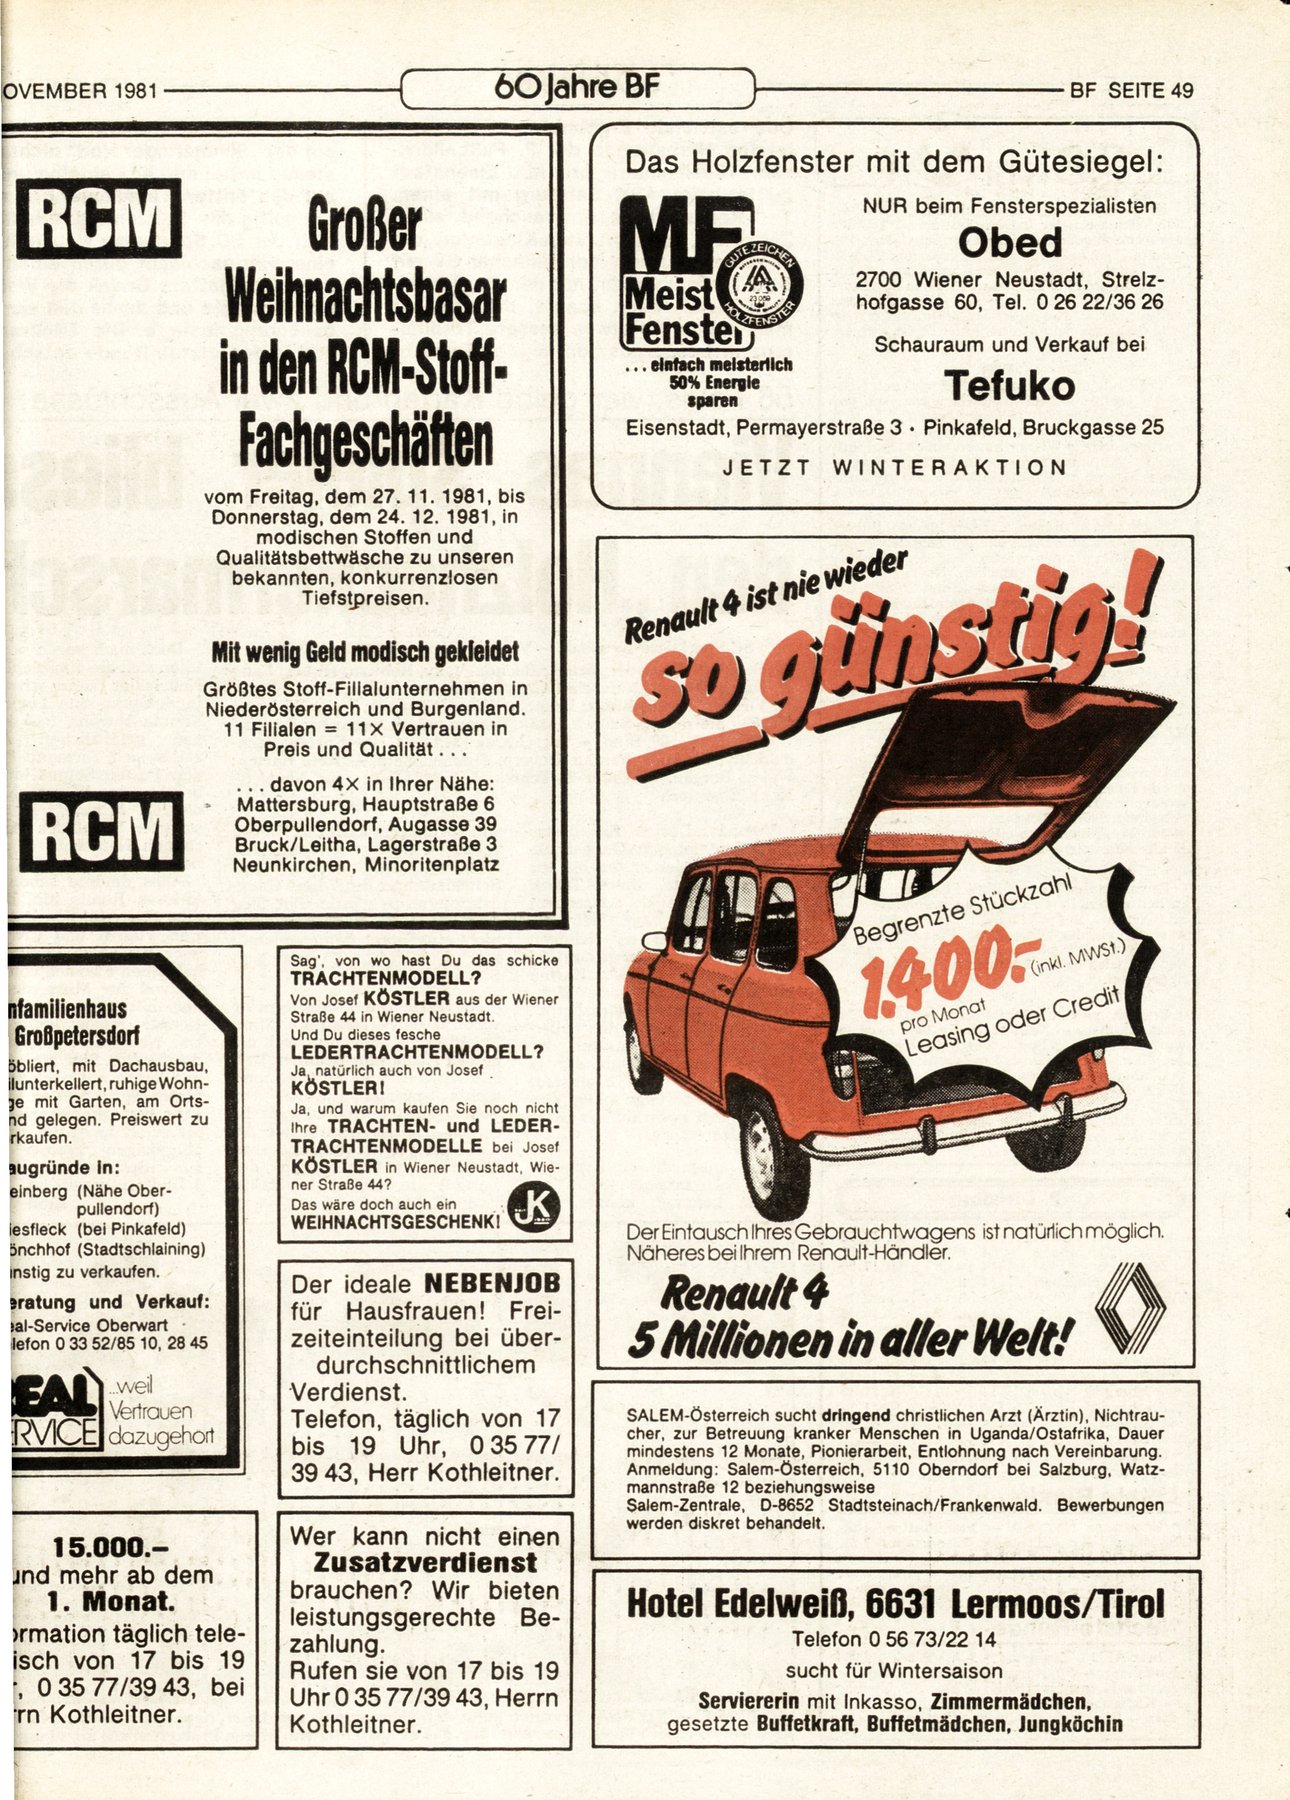 OVEMBER 1981
60 Jahre BF
BF SEITE 49
RCM
Großer
Weihnachtsbasar
in den RCM-Stoff-
Fachgeschäften
vom Freitag, dem 27. 11. 1981, bis
Donnerstag, dem 24. 12. 1981, in
modischen Stoffen und
Qualitätsbettwäsche zu unseren
bekannten, konkurrenzlosen
Tiefstpreisen.
Mit wenig Geld modisch gekleidet
Größtes Stoff-Filialunternehmen in
Niederösterreich und Burgenland.
11 Filialen = 11× Vertrauen in
Preis und Qualität . . .
. . . davon 4× in Ihrer Nähe:
Mattersburg, Hauptstraße 6
Oberpullendorf, Augasse 39
Bruck/Leitha, Lagerstraße 3
Neunkirchen, Minoritenplatz
RCM
Das Holzfenster mit dem Gütesiegel:
MF
Meist
Fenster
GÜTEZEICHEN
23 059
HOLZFENSTER
. . . einfach meisterlich
50% Energie
sparen
NUR beim Fensterspezialisten
Obed
2700 Wiener Neustadt, Strelz-
hofgasse 60, Tel. 0 26 22/36 26
Schauraum und Verkauf bei
Tefuko
Eisenstadt, Permayerstraße 3 · Pinkafeld, Bruckgasse 25
JETZT WINTERAKTION
Renault 4 ist nie wieder
so günstig!
Begrenzte Stückzahl
1.400.-
(inkl. MWSt.)
pro Monat
Leasing oder Credit
Der Eintausch Ihres Gebrauchtwagens ist natürlich möglich.
Näheres bei Ihrem Renault-Händler.
Renault 4
5 Millionen in aller Welt!
nfamilienhaus
Großpetersdorf
öbliert, mit Dachausbau,
llunterkellert, ruhige Wohn-
ge mit Garten, am Orts-
nd gelegen. Preiswert zu
rkaufen.
augründe in:
einberg (Nähe Ober-
pullendorf)
iesfleck (bei Pinkafeld)
önchhof (Stadtschlaining)
nstig zu verkaufen.
eratung und Verkauf:
eal-Service Oberwart
lefon 0 33 52/85 10, 28 45
EAL
RVICE
...weil
Vertrauen
dazugehört
Sag', von wo hast Du das schicke
TRACHTENMODELL?
Von Josef KÖSTLER aus der Wiener
Straße 44 in Wiener Neustadt.
Und Du dieses fesche
LEDERTRACHTENMODELL?
Ja, natürlich auch von Josef
KÖSTLER!
Ja, und warum kaufen Sie noch nicht
Ihre TRACHTEN- und LEDER-
TRACHTENMODELLE bei Josef
KÖSTLER in Wiener Neustadt, Wie-
ner Straße 44?
Das wäre doch auch ein
WEIHNACHTSGESCHENK!
JK
Der ideale NEBENJOB
für Hausfrauen! Frei-
zeiteinteilung bei über-
durchschnittlichem
Verdienst.
Telefon, täglich von 17
bis 19 Uhr, 0 35 77/
39 43, Herr Kothleitner.
15.000.–
und mehr ab dem
1. Monat.
ormation täglich tele-
isch von 17 bis 19
r, 0 35 77/39 43, bei
rrn Kothleitner.
Wer kann nicht einen
Zusatzverdienst
brauchen? Wir bieten
leistungsgerechte Be-
zahlung.
Rufen sie von 17 bis 19
Uhr 0 35 77/39 43, Herrn
Kothleitner.
SALEM-Österreich sucht dringend christlichen Arzt (Ärztin), Nichtrau-
cher, zur Betreuung kranker Menschen in Uganda/Ostafrika, Dauer
mindestens 12 Monate, Pionierarbeit, Entlohnung nach Vereinbarung.
Anmeldung: Salem-Österreich, 5110 Oberndorf bei Salzburg, Watz-
mannstraße 12 beziehungsweise
Salem-Zentrale, D-8652 Stadtsteinach/Frankenwald. Bewerbungen
werden diskret behandelt.
Hotel Edelweiß, 6631 Lermoos/Tirol
Telefon 0 56 73/22 14
sucht für Wintersaison
Serviererin mit Inkasso, Zimmermädchen,
gesetzte Buffetkraft, Buffetmädchen, Jungköchin